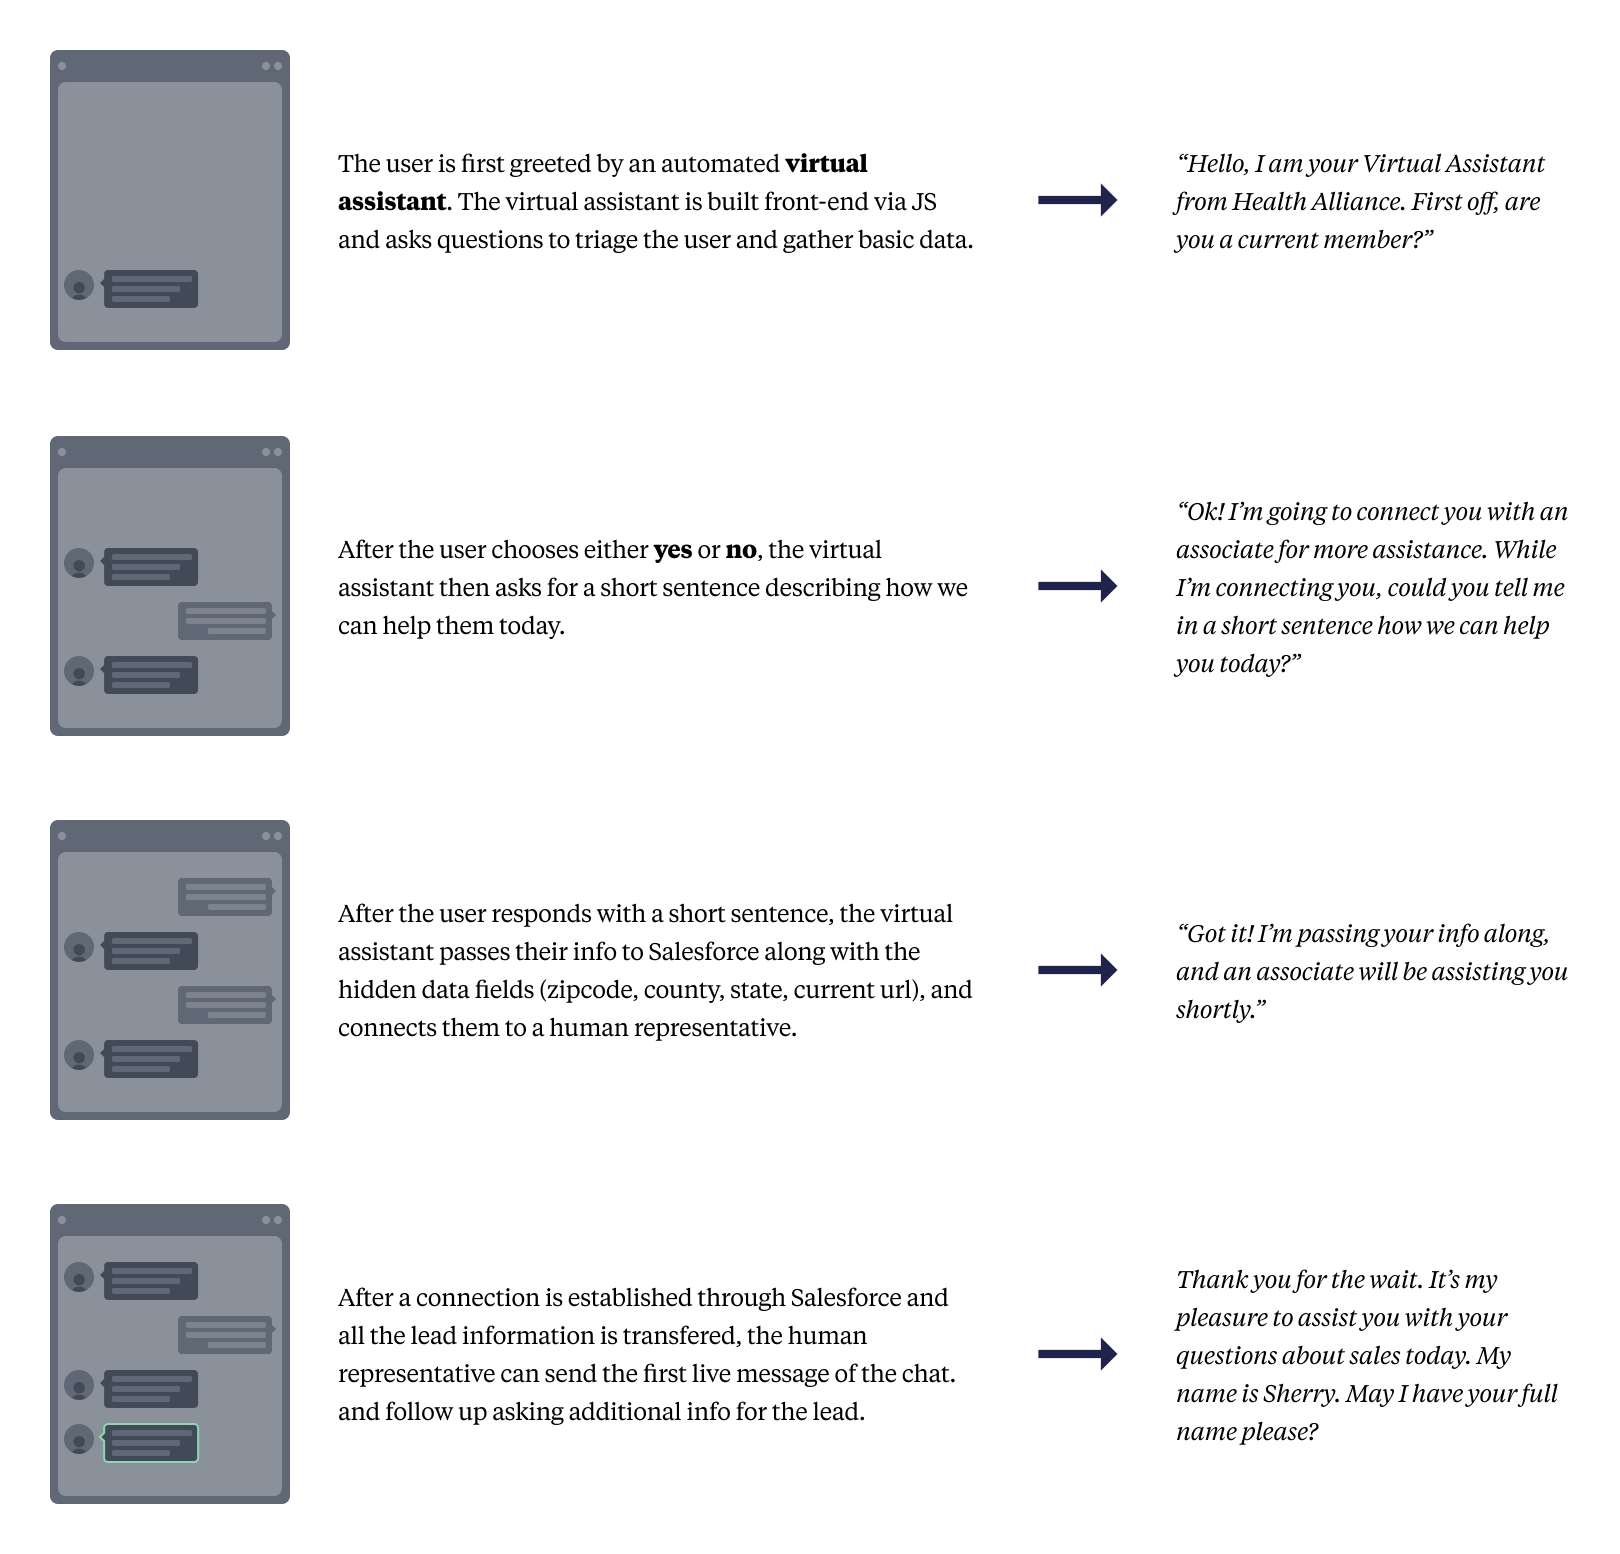 The user is first greeted by an automated virtual
assistant. The virtual assistant is built front-end via JS
and asks questions to triage the user and gather basic data.
“Hello, I am your Virtual Assistant
from Health Alliance. First off, are
you a current member?”
After the user chooses either yes or no, the virtual
assistant then asks for a short sentence describing how we
can help them today.
“Ok! I’m going to connect you with an
associate for more assistance. While
I’m connecting you, could you tell me
in a short sentence how we can help
you today?”
After the user responds with a short sentence, the virtual
assistant passes their info to Salesforce along with the
hidden data fields (zipcode, county, state, current url), and
connects them to a human representative.
“Got it! I’m passing your info along,
and an associate will be assisting you
shortly.”
After a connection is established through Salesforce and
all the lead information is transfered, the human
representative can send the first live message of the chat.
and follow up asking additional info for the lead.
Thank you for the wait. It’s my
pleasure to assist you with your
questions about sales today. My
name is Sherry. May I have your full
name please?